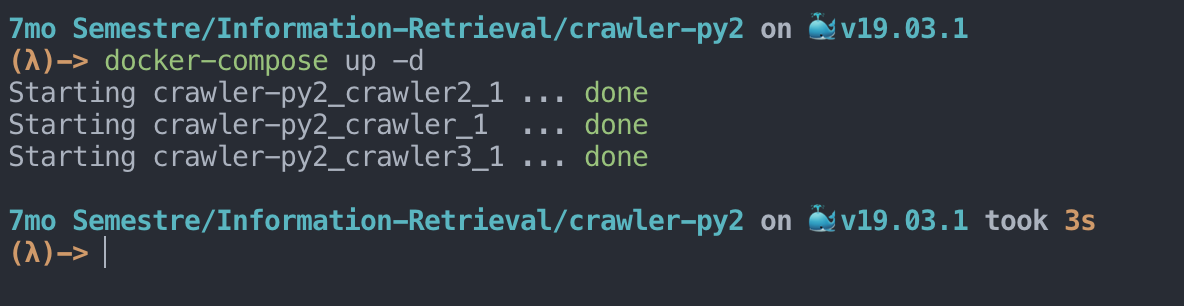 7mo Semestre/Information-Retrieval/crawler-py2 on 🐳v19.03.1
(λ)-> docker-compose up -d
Starting crawler-py2_crawler2_1 ... done
Starting crawler-py2_crawler_1  ... done
Starting crawler-py2_crawler3_1 ... done
7mo Semestre/Information-Retrieval/crawler-py2 on 🐳v19.03.1 took 3s
(λ)->